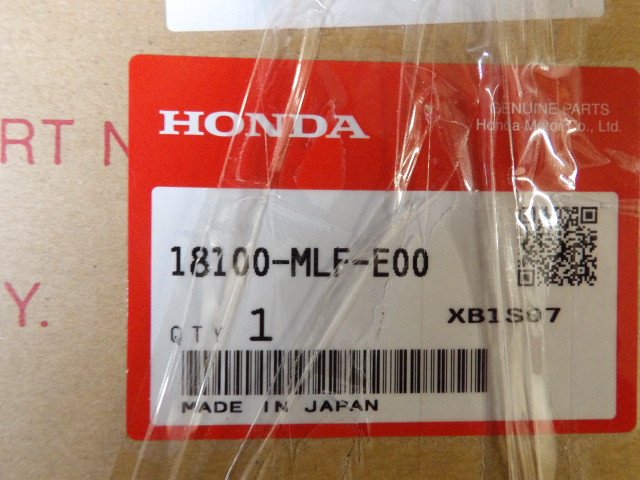 HONDA
GENUINE PARTS
Honda Motor Co., Ltd.
RT N
18100-MLF-E00
Y.
QTY 1
XB1S07
MADE IN JAPAN